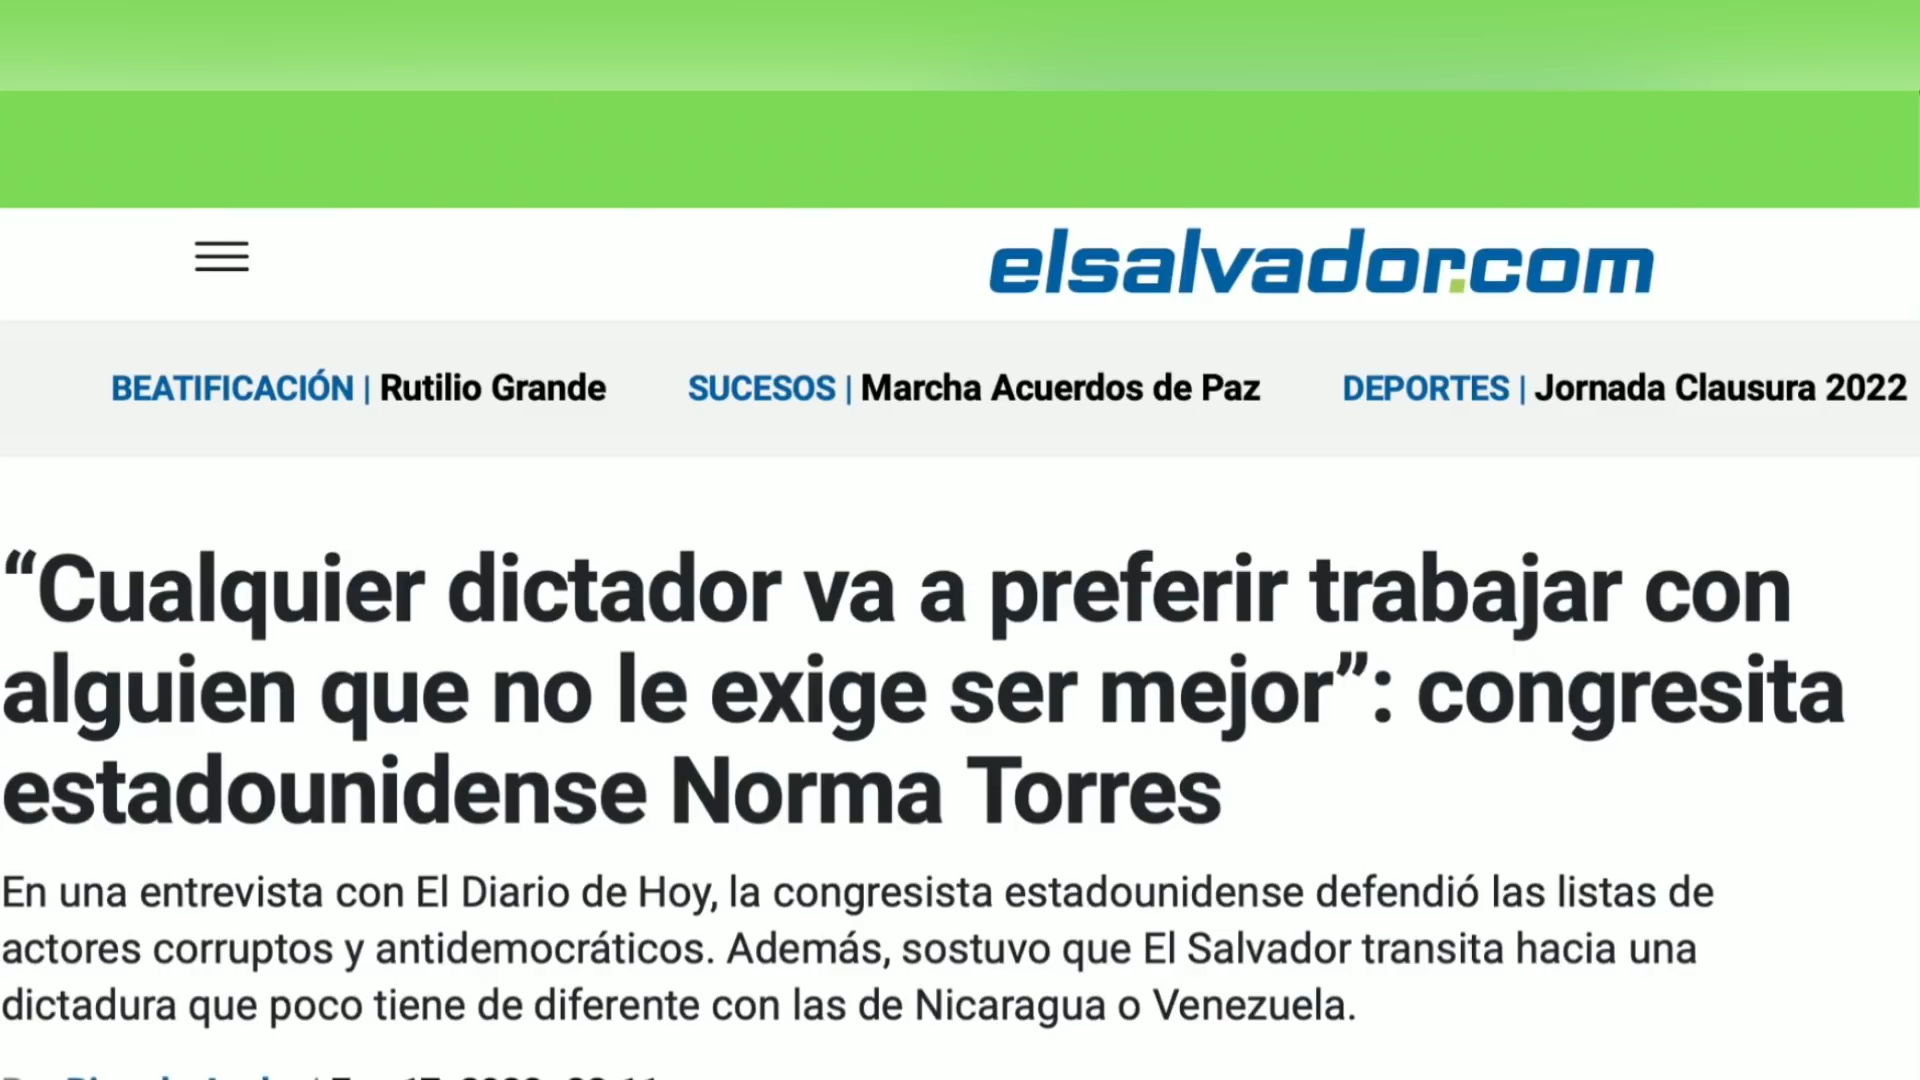 elsalvador.com
BEATIFICACIÓN | Rutilio Grande SUCESOS | Marcha Acuerdos de Paz DEPORTES | Jornada Clausura 2022
“Cualquier dictador va a preferir trabajar con
alguien que no le exige ser mejor”: congresita
estadounidense Norma Torres
En una entrevista con El Diario de Hoy, la congresista estadounidense defendió las listas de
actores corruptos y antidemocráticos. Además, sostuvo que El Salvador transita hacia una
dictadura que poco tiene de diferente con las de Nicaragua o Venezuela.